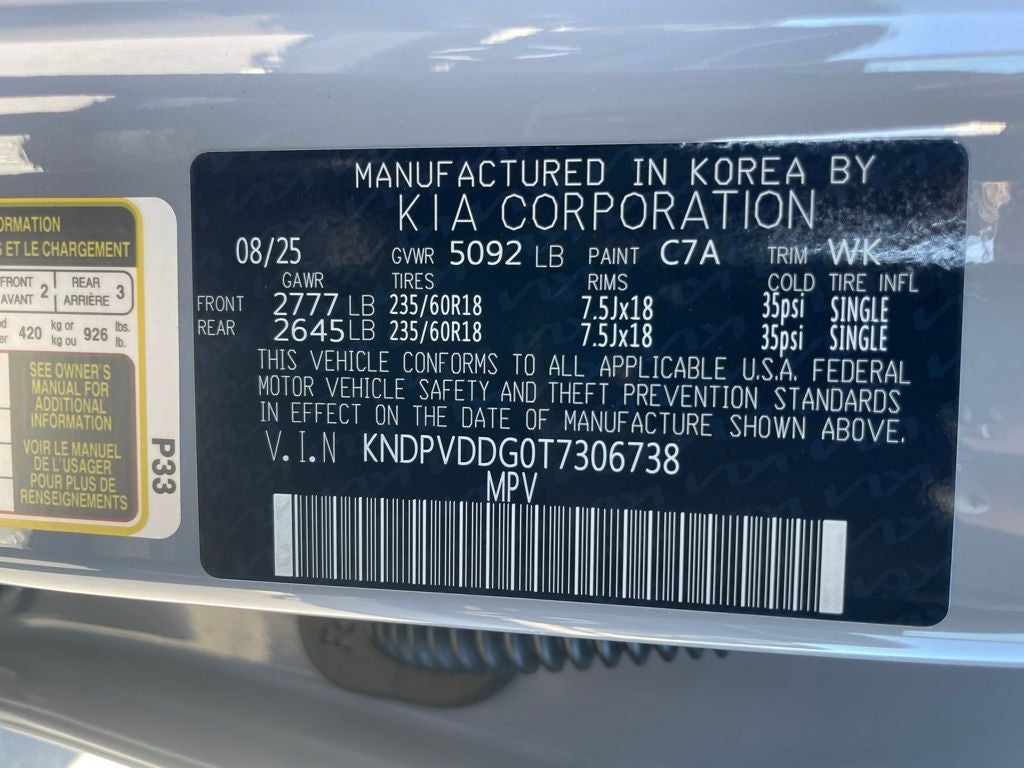 MANUFACTURED IN KOREA BY
KIA CORPORATION
08/25 GVWR 5092 LB PAINT C7A TRIM WK
GAWR TIRES RIMS COLD TIRE INFL
FRONT 2777 LB 235/60R18 7.5Jx18 35psi SINGLE
REAR 2645 LB 235/60R18 7.5Jx18 35psi SINGLE
THIS VEHICLE CONFORMS TO ALL APPLICABLE U.S.A. FEDERAL
MOTOR VEHICLE SAFETY AND THEFT PREVENTION STANDARDS
IN EFFECT ON THE DATE OF MANUFACTURE SHOWN ABOVE.
V.I.N KNDPVDDG0T7306738
MPV
ET LE CHARGEMENT
FRONT
AVANT 2
REAR
ARRIÈRE 3
420 kg or
kg ou 926 lbs.
lb.
SEE OWNER'S
MANUAL FOR
ADDITIONAL
INFORMATION
VOIR LE MANUEL
DE L'USAGER
POUR PLUS DE
RENSEIGNEMENTS
P33